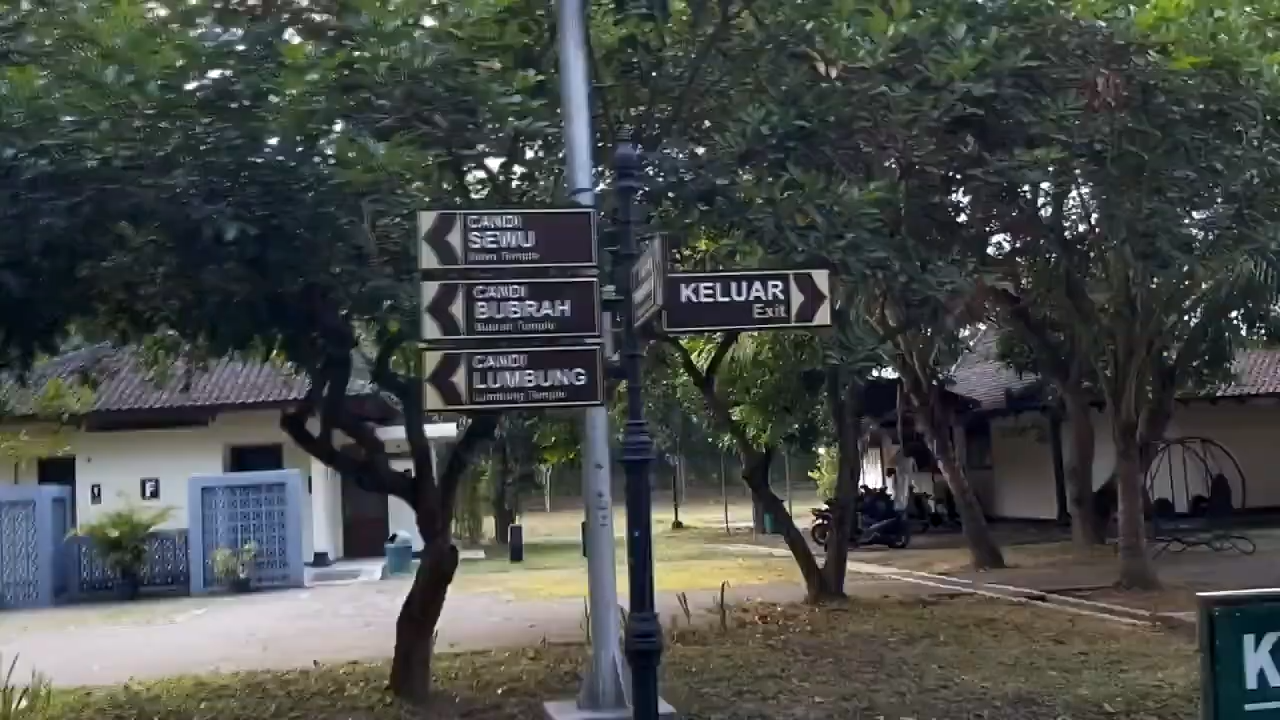 CANDI
SEWU
Sewu Temple
CANDI
BUBRAH
Bubrah Temple
CANDI
LUMBUNG
Lumbung Temple
KELUAR
Exit
F
K